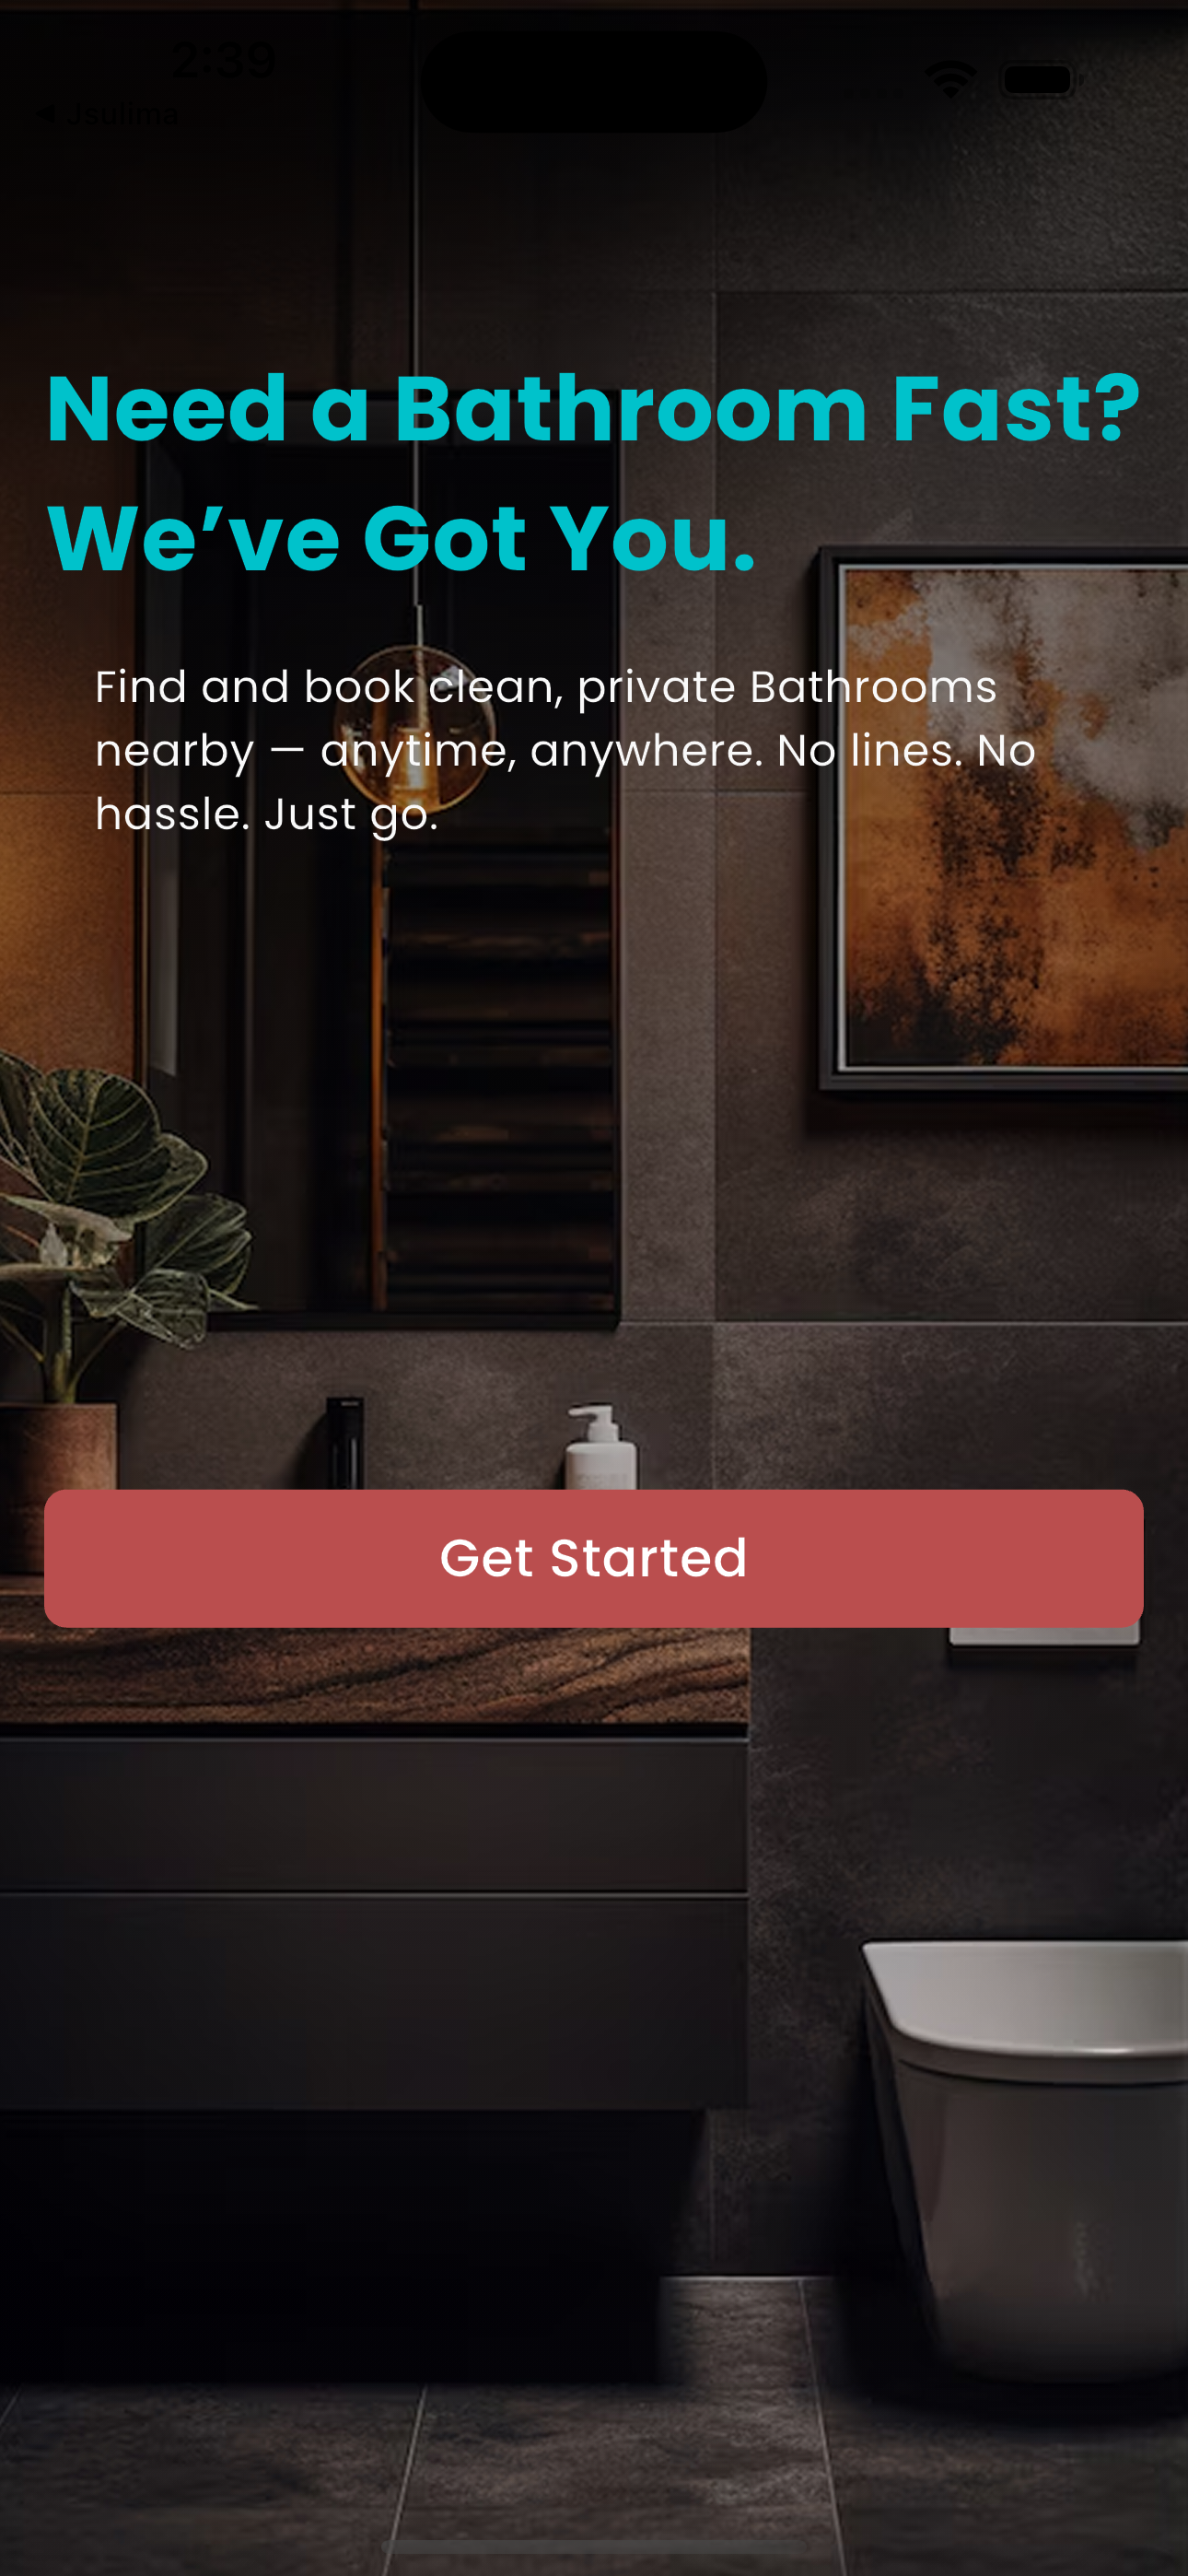 2:39
◀ Jsulima
Need a Bathroom Fast?
We’ve Got You.
Find and book clean, private Bathrooms
nearby — anytime, anywhere. No lines. No
hassle. Just go.
Get Started